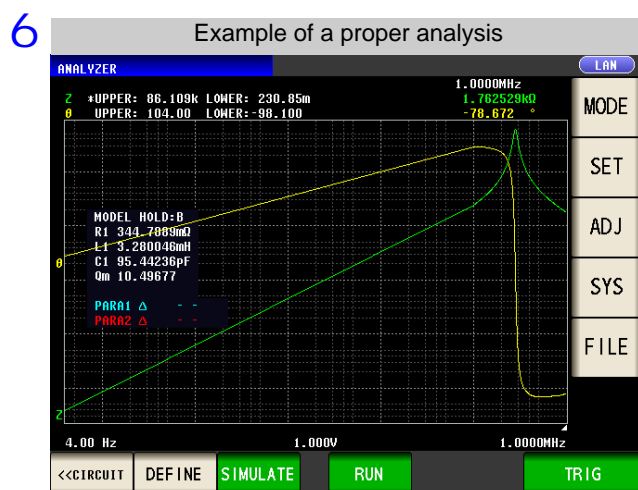 6
Example of a proper analysis
ANALYZER
LAN
1.0000MHz
Z *UPPER: 86.109k LOWER: 230.85m 1.762529kΩ
θ UPPER: 104.00 LOWER:-98.100 -78.672 °
MODE
SET
ADJ
SYS
FILE
MODEL HOLD:B
R1 344.7989mΩ
L1 3.280046mH
C1 95.44236pF
Qm 10.49677
θ
PARA1 Δ - -
PARA2 Δ - -
Z
4.00 Hz 1.000V 1.0000MHz
<<CIRCUIT DEFINE SIMULATE RUN TRIG